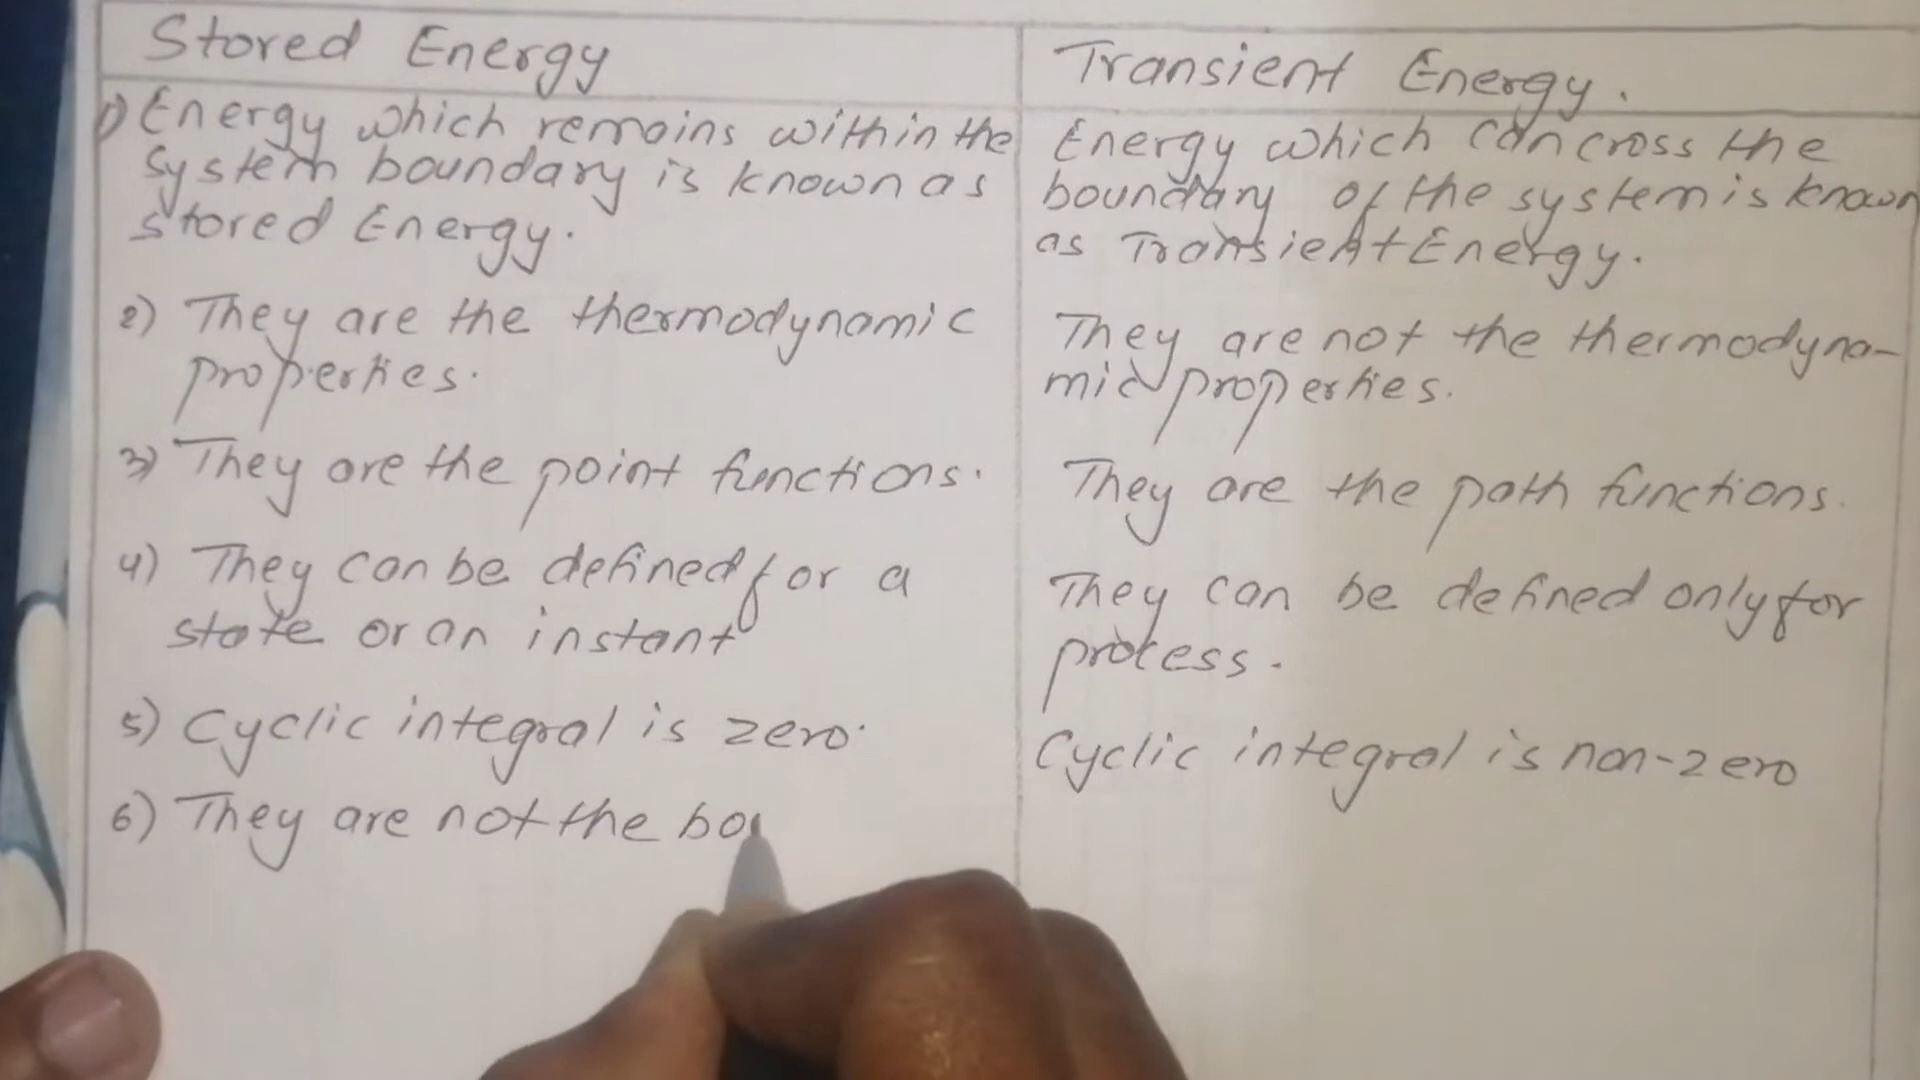 Stored Energy
Transient Energy.
1) Energy which remains within the
system boundary is known as
stored Energy.
Energy which can cross the
boundary of the system is known
as Transient Energy.
2) They are the thermodynamic
properties.
They are not the thermodyna-
mic properties.
3) They are the point functions.
They are the path functions.
4) They can be defined for a
state or an instant
They can be defined only for
process.
5) Cyclic integral is zero.
Cyclic integral is non-zero
6) They are not the bou